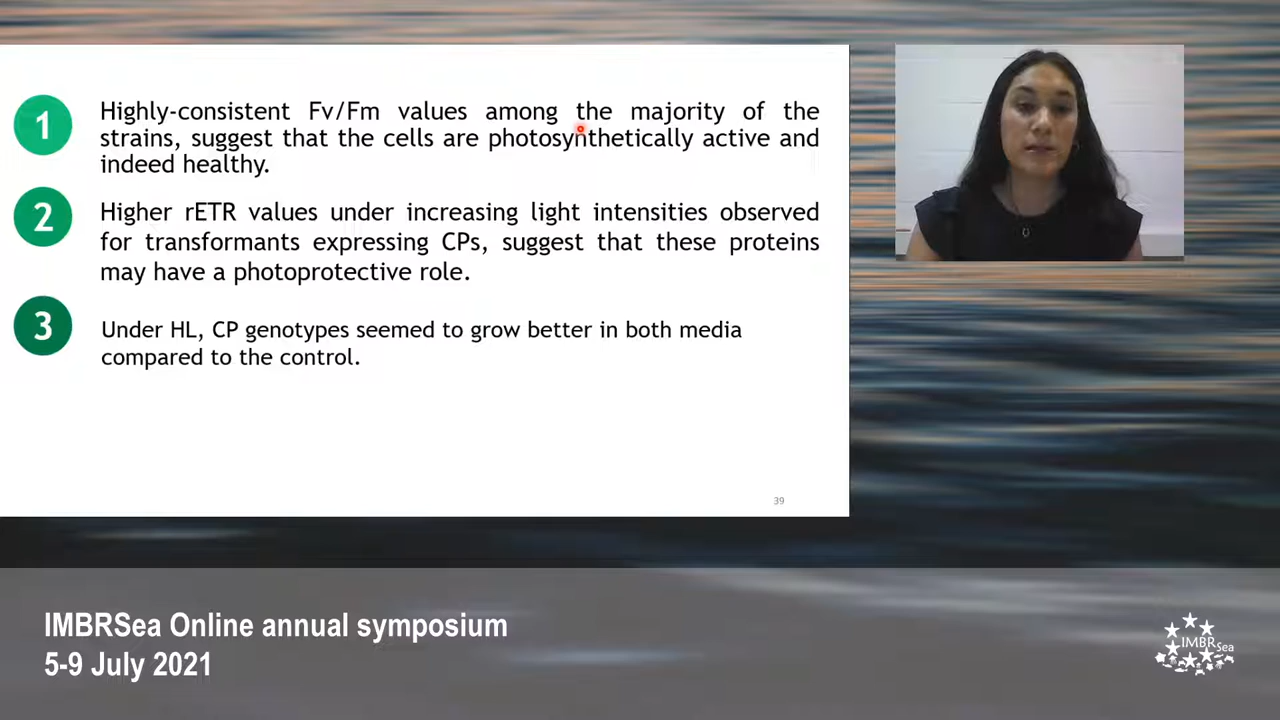 1
Highly-consistent Fv/Fm values among the majority of the
strains, suggest that the cells are photosynthetically active and
indeed healthy.
2
Higher rETR values under increasing light intensities observed
for transformants expressing CPs, suggest that these proteins
may have a photoprotective role.
3
Under HL, CP genotypes seemed to grow better in both media
compared to the control.
39
IMBRSea Online annual symposium
5-9 July 2021
IMBRSea